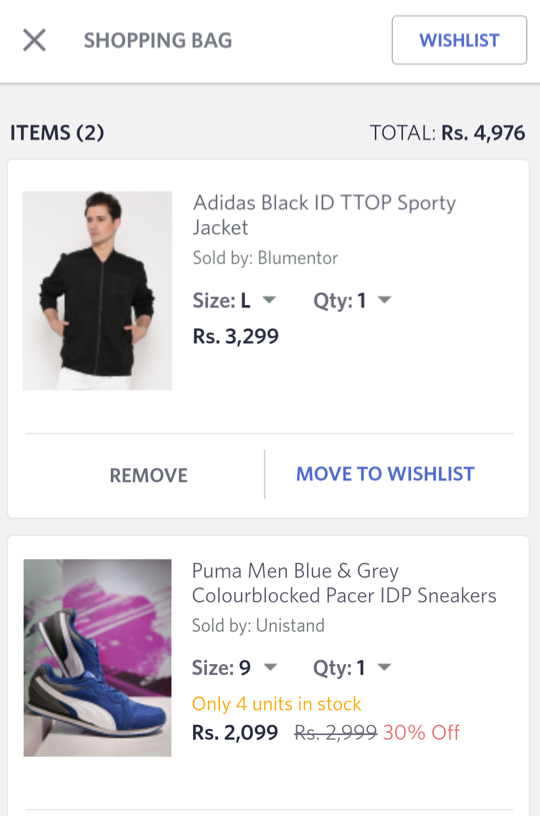 SHOPPING BAG
WISHLIST
ITEMS (2)
TOTAL: Rs. 4,976
Adidas Black ID TTOP Sporty
Jacket
Sold by: Blumentor
Size: L Qty: 1
Rs. 3,299
REMOVE
MOVE TO WISHLIST
Puma Men Blue & Grey
Colourblocked Pacer IDP Sneakers
Sold by: Unistand
Size: 9 Qty: 1
Only 4 units in stock
Rs. 2,099 Rs. 2,999 30% Off